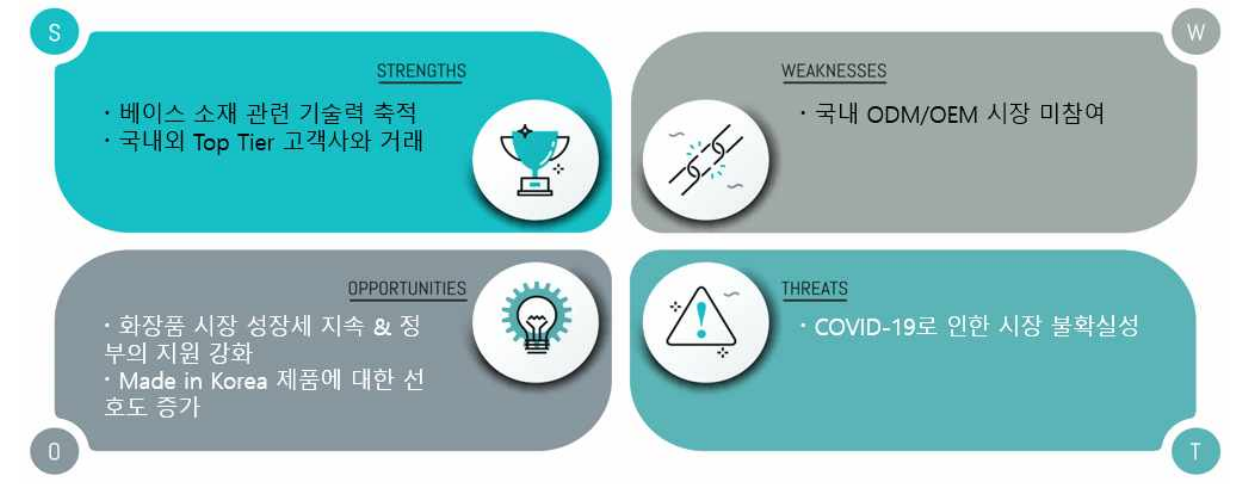 S
STRENGTHS
· 베이스 소재 관련 기술력 축적
· 국내외 Top Tier 고객사와 거래
W
WEAKNESSES
· 국내 ODM/OEM 시장 미참여
OPPORTUNITIES
· 화장품 시장 성장세 지속 & 정
부의 지원 강화
· Made in Korea 제품에 대한 선
호도 증가
O
THREATS
· COVID-19로 인한 시장 불확실성
T